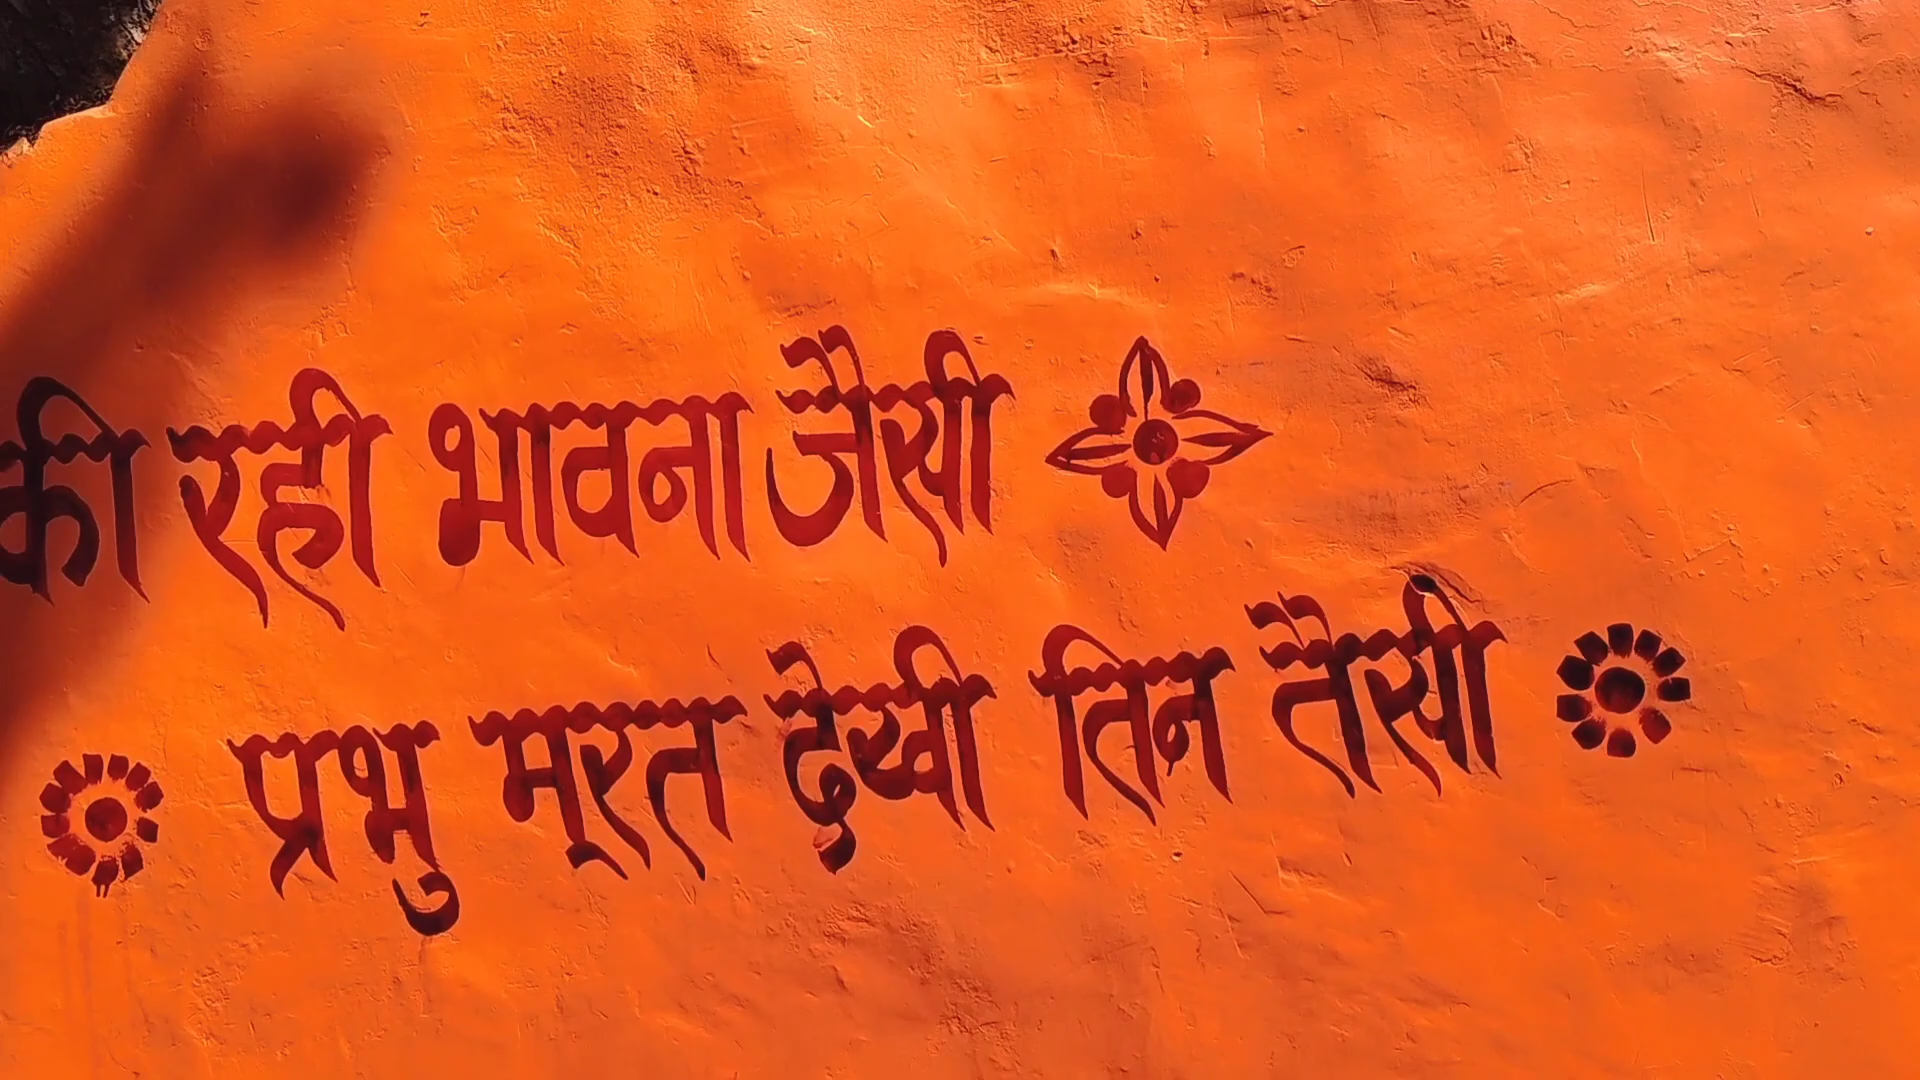 की रही भावना जैसी
प्रभु मूरत देखी तिन तैसी